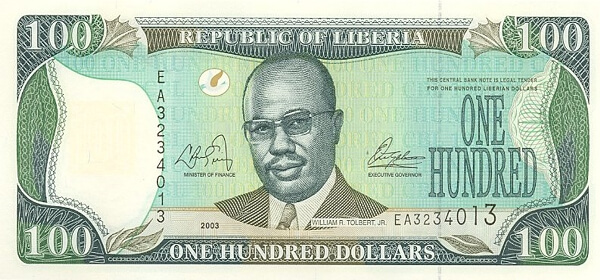 100 REPUBLIC OF LIBERIA 100
THIS CENTRAL BANK NOTE IS LEGAL TENDER
FOR ONE HUNDRED LIBERIAN DOLLARS
EA3234013
ONE
HUNDRED
MINISTER OF FINANCE
EXECUTIVE GOVERNOR
2003
WILLIAM R. TOLBERT, JR.
EA3234013
100 ONE HUNDRED DOLLARS 100